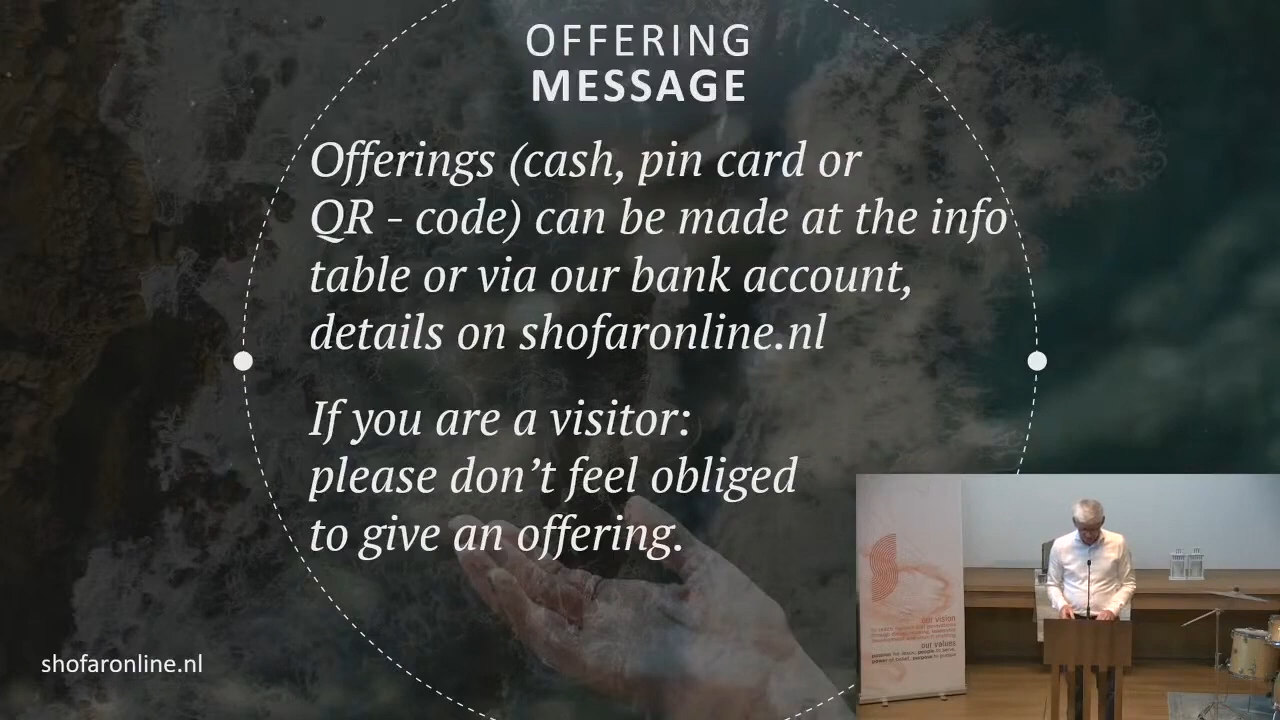 OFFERING
MESSAGE
Offerings (cash, pin card or
QR - code) can be made at the info
table or via our bank account,
details on shofaronline.nl
If you are a visitor:
please don’t feel obliged
to give an offering.
shofaronline.nl
our vision
our values